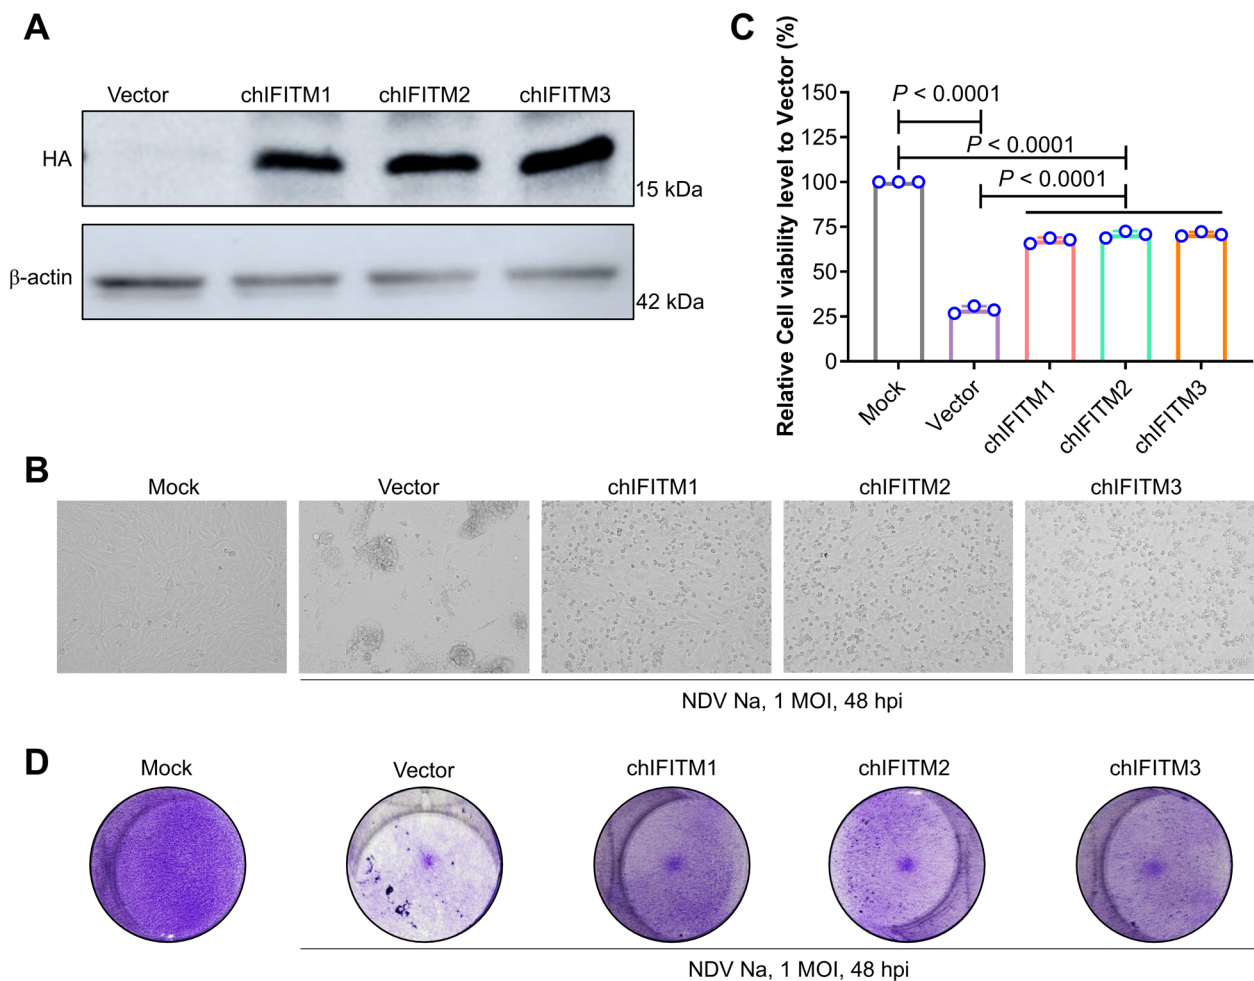 A
Vector chIFITM1 chIFITM2 chIFITM3
HA
15 kDa
β-actin
42 kDa
C
Relative Cell viability level to Vector (%)
150
125
100
75
50
25
0
P < 0.0001
P < 0.0001
P < 0.0001
Mock
Vector
chIFITM1
chIFITM2
chIFITM3
B
Mock Vector chIFITM1 chIFITM2 chIFITM3
NDV Na, 1 MOI, 48 hpi
D
Mock Vector chIFITM1 chIFITM2 chIFITM3
NDV Na, 1 MOI, 48 hpi